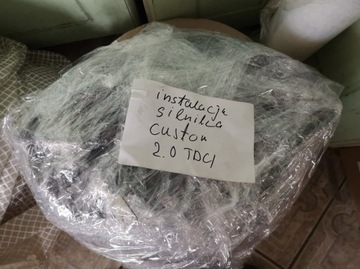 instalacja
silnika
custom
2.0 TDCI